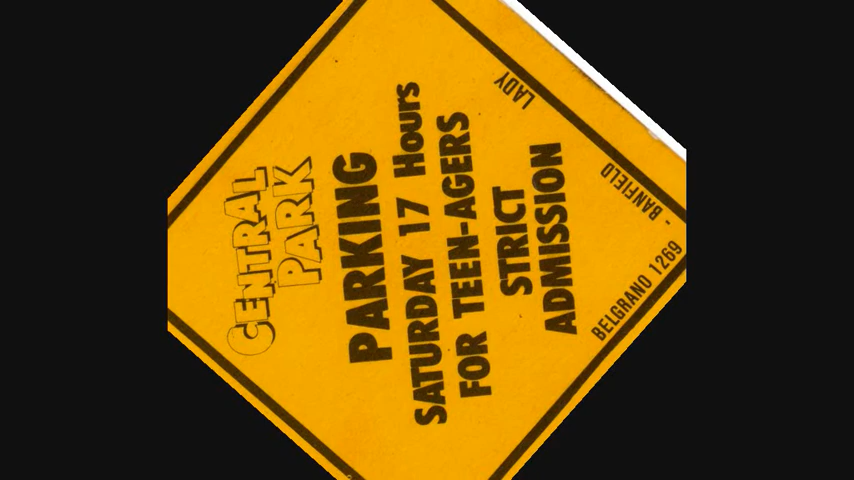 CENTRAL
PARK
PARKING
SATURDAY 17 Hours
FOR TEEN-AGERS
STRICT
ADMISSION
BELGRANO 1269 - BANFIELD
LADY